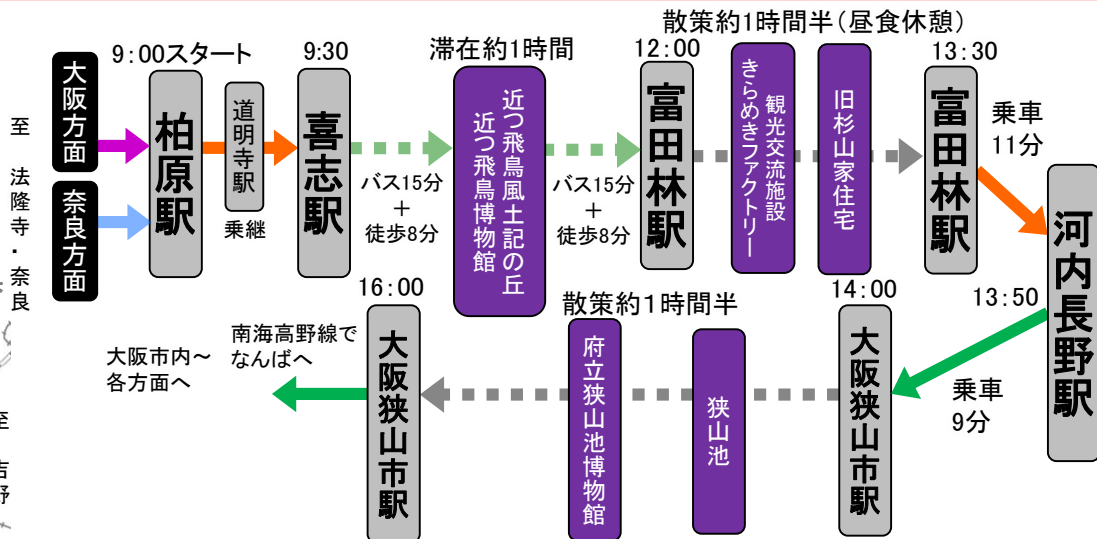 散策約1時間半(昼食休憩)
9:00スタート
9:30
滞在約1時間
12:00
13:30
大阪方面
奈良方面
柏原駅
道明寺駅
乗継
喜志駅
バス15分
+
徒歩8分
近つ飛鳥風土記の丘
近つ飛鳥博物館
バス15分
+
徒歩8分
富田林駅
観光交流施設
きらめきファクトリー
旧杉山家住宅
富田林駅
乗車
11分
河内長野駅
至 法隆寺・奈良
13:50
乗車
9分
14:00
大阪狭山市駅
散策約1時間半
狭山池
府立狭山池博物館
16:00
大阪狭山市駅
南海高野線で
なんばへ
大阪市内～
各方面へ
至 吉野